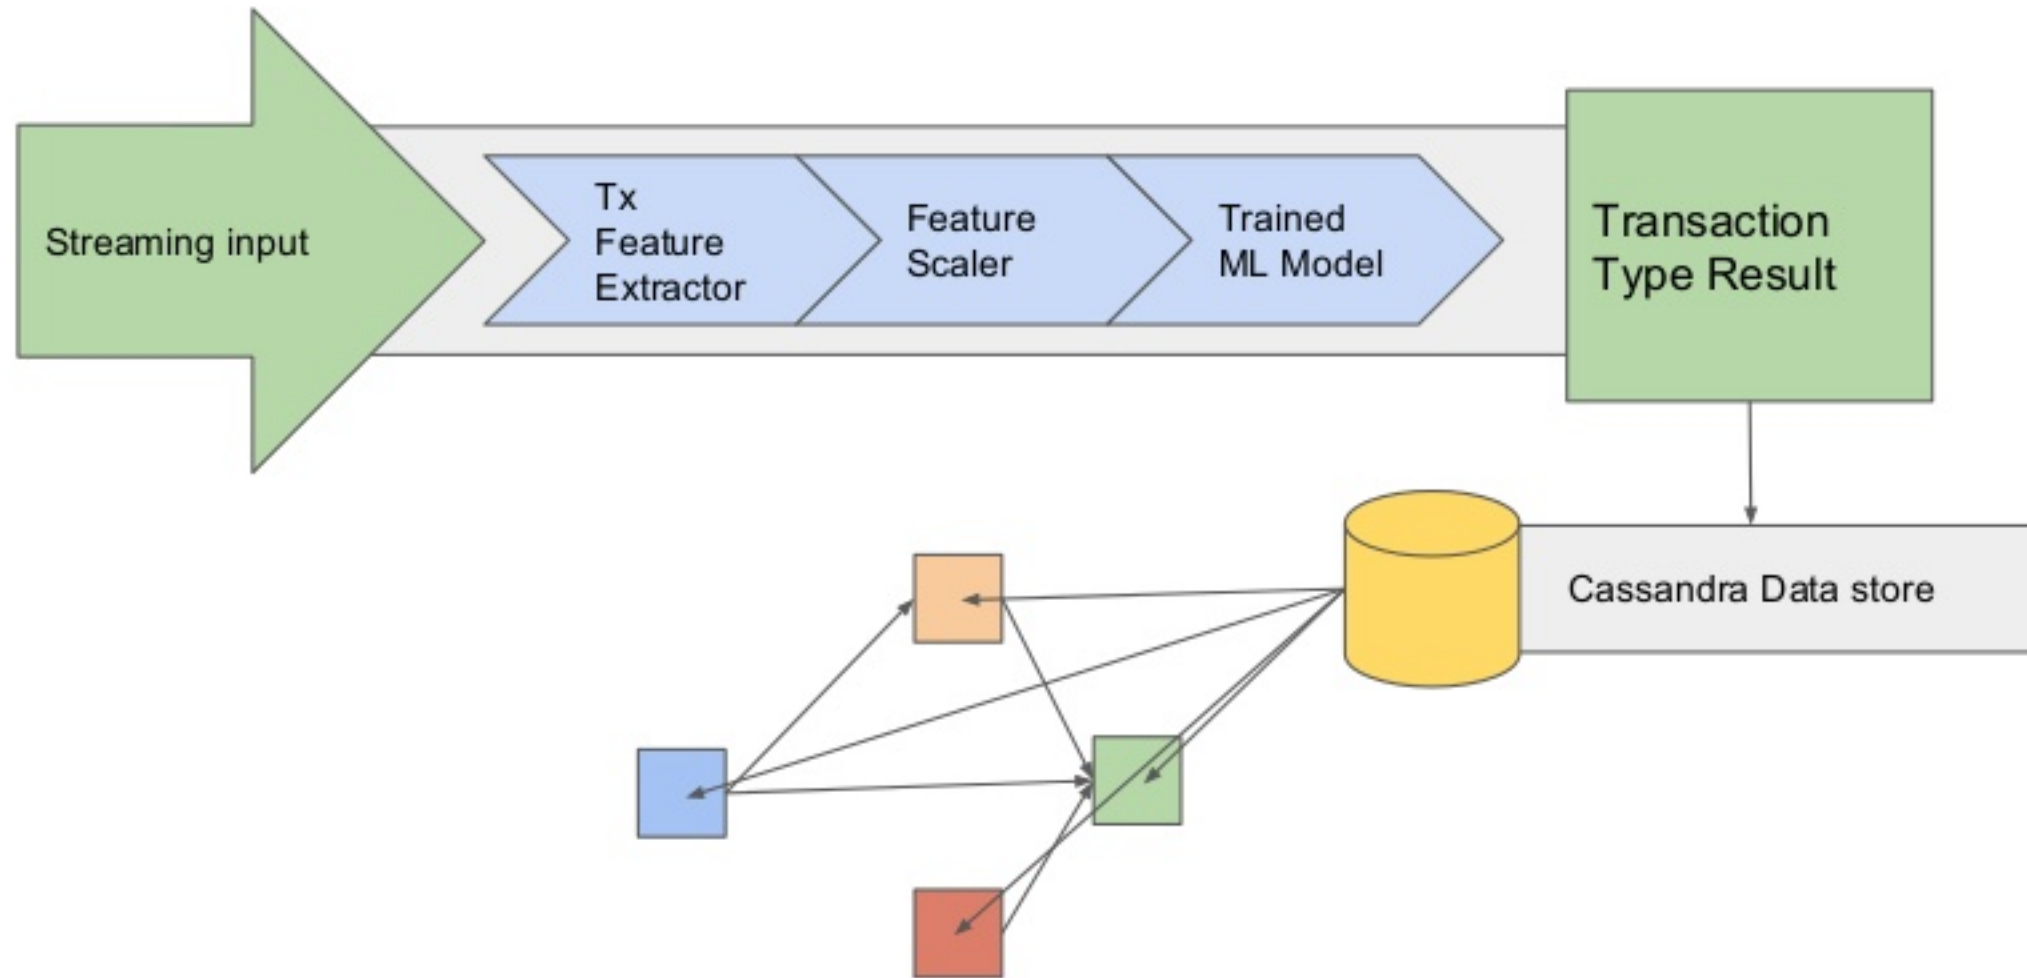 Streaming input
Tx
Feature
Extractor
Feature
Scaler
Trained
ML Model
Transaction
Type Result
Cassandra Data store